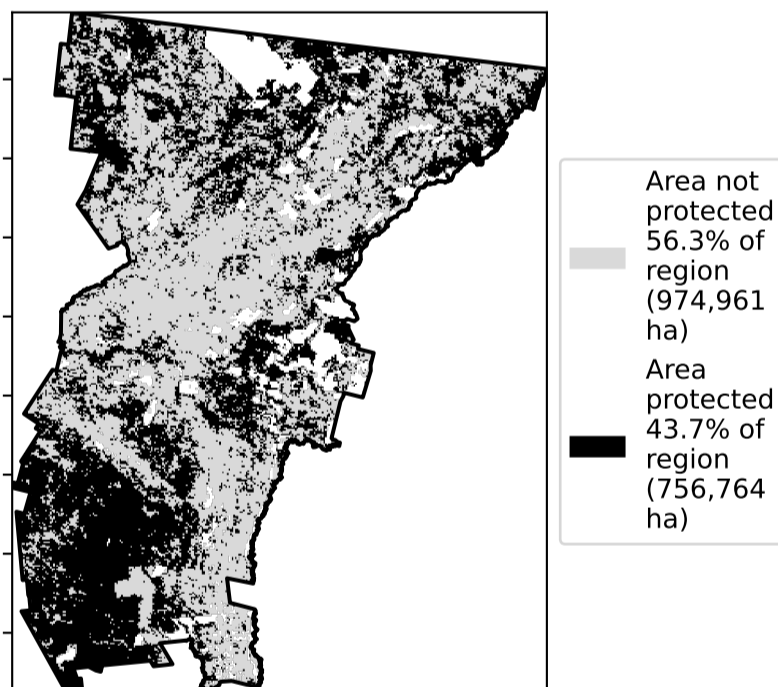 Area not
protected
56.3% of
region
(974,961
ha)
Area
protected
43.7% of
region
(756,764
ha)